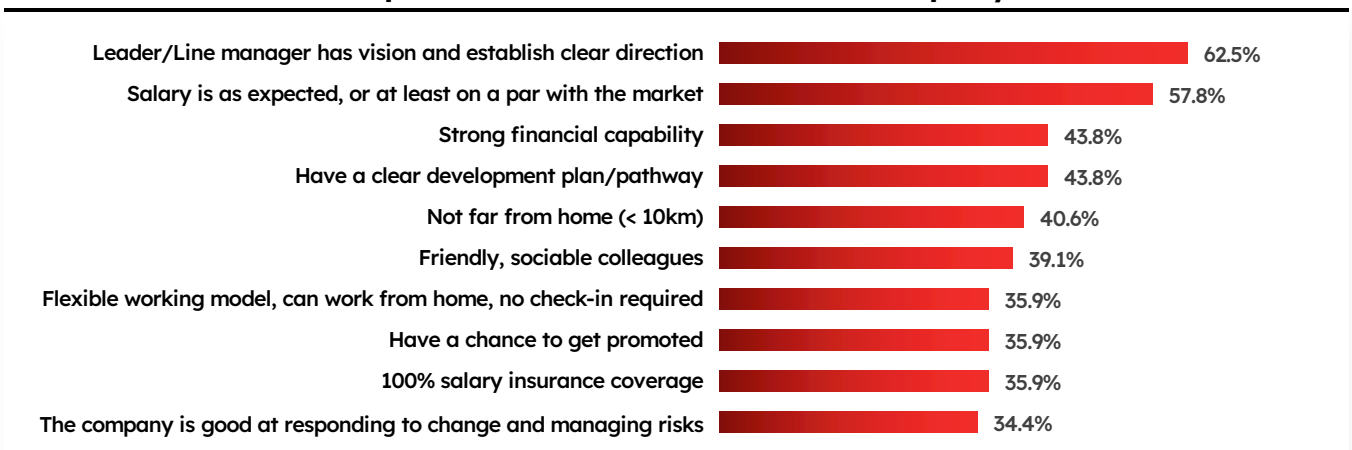 Leader/Line manager has vision and establish clear direction 62.5%
Salary is as expected, or at least on a par with the market 57.8%
Strong financial capability 43.8%
Have a clear development plan/pathway 43.8%
Not far from home (< 10km) 40.6%
Friendly, sociable colleagues 39.1%
Flexible working model, can work from home, no check-in required 35.9%
Have a chance to get promoted 35.9%
100% salary insurance coverage 35.9%
The company is good at responding to change and managing risks 34.4%